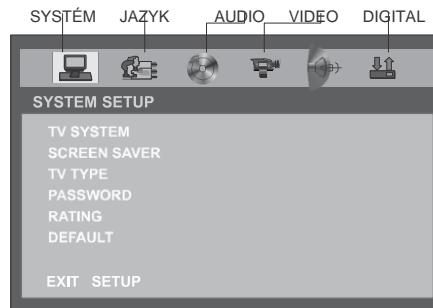 SYSTÉM JAZYK AUDIO VIDEO DIGITAL
SYSTEM SETUP
TV SYSTEM
SCREEN SAVER
TV TYPE
PASSWORD
RATING
DEFAULT
EXIT SETUP